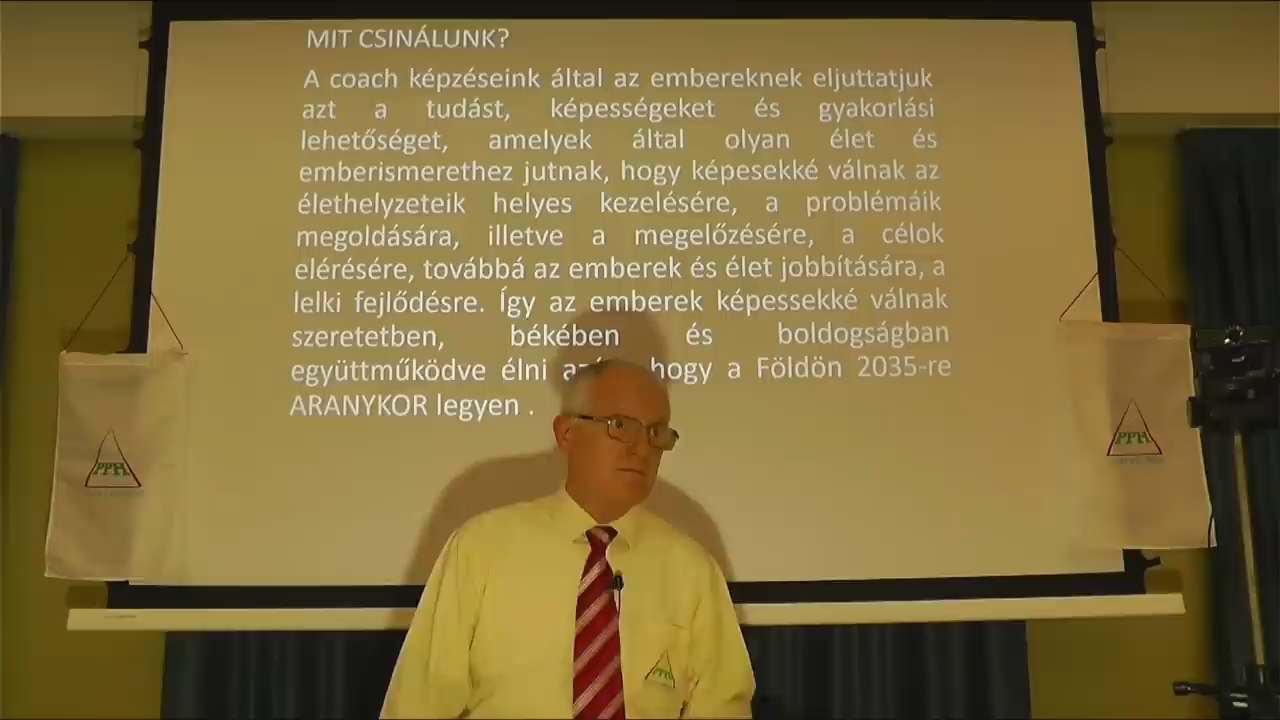 MIT CSINÁLUNK?
A coach képzéseink által az embereknek eljuttatjuk
azt a tudást, képességeket és gyakorlási
lehetőséget, amelyek által olyan élet és
emberismerethez jutnak, hogy képesekké válnak az
élethelyzeteik helyes kezelésére, a problémáik
megoldására, illetve a megelőzésére, a célok
elérésére, továbbá az emberek és élet jobbítására, a
lelki fejlődésre. Így az emberek képessekké válnak
szeretetben, békében és boldogságban
együttműködve élni hogy a Földön 2035-re
ARANYKOR legyen .
PPH
PPH
PPH